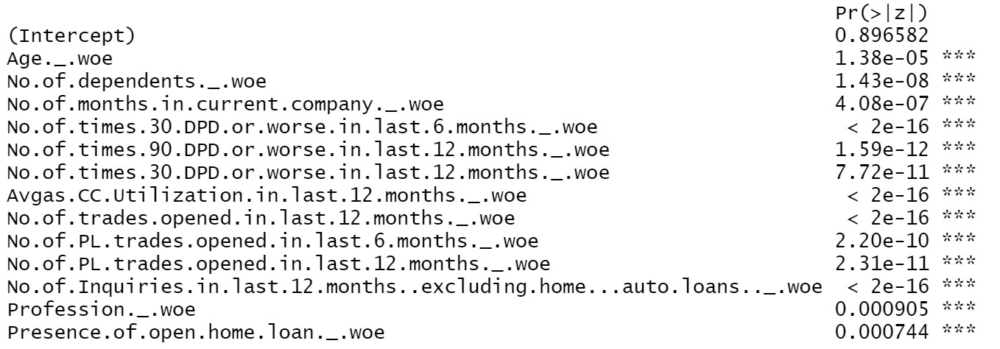 Pr(>|z|)
(Intercept) 0.896582
Age._.woe 1.38e-05 ***
No.of.dependents._.woe 1.43e-08 ***
No.of.months.in.current.company._.woe 4.08e-07 ***
No.of.times.30.DPD.or.worse.in.last.6.months._.woe < 2e-16 ***
No.of.times.90.DPD.or.worse.in.last.12.months._.woe 1.59e-12 ***
No.of.times.30.DPD.or.worse.in.last.12.months._.woe 7.72e-11 ***
Avgas.CC.Utilization.in.last.12.months._.woe < 2e-16 ***
No.of.trades.opened.in.last.12.months._.woe < 2e-16 ***
No.of.PL.trades.opened.in.last.6.months._.woe 2.20e-10 ***
No.of.PL.trades.opened.in.last.12.months._.woe 2.31e-11 ***
No.of.Inquiries.in.last.12.months..excluding.home...auto.loans.._.woe < 2e-16 ***
Profession._.woe 0.000905 ***
Presence.of.open.home.loan._.woe 0.000744 ***